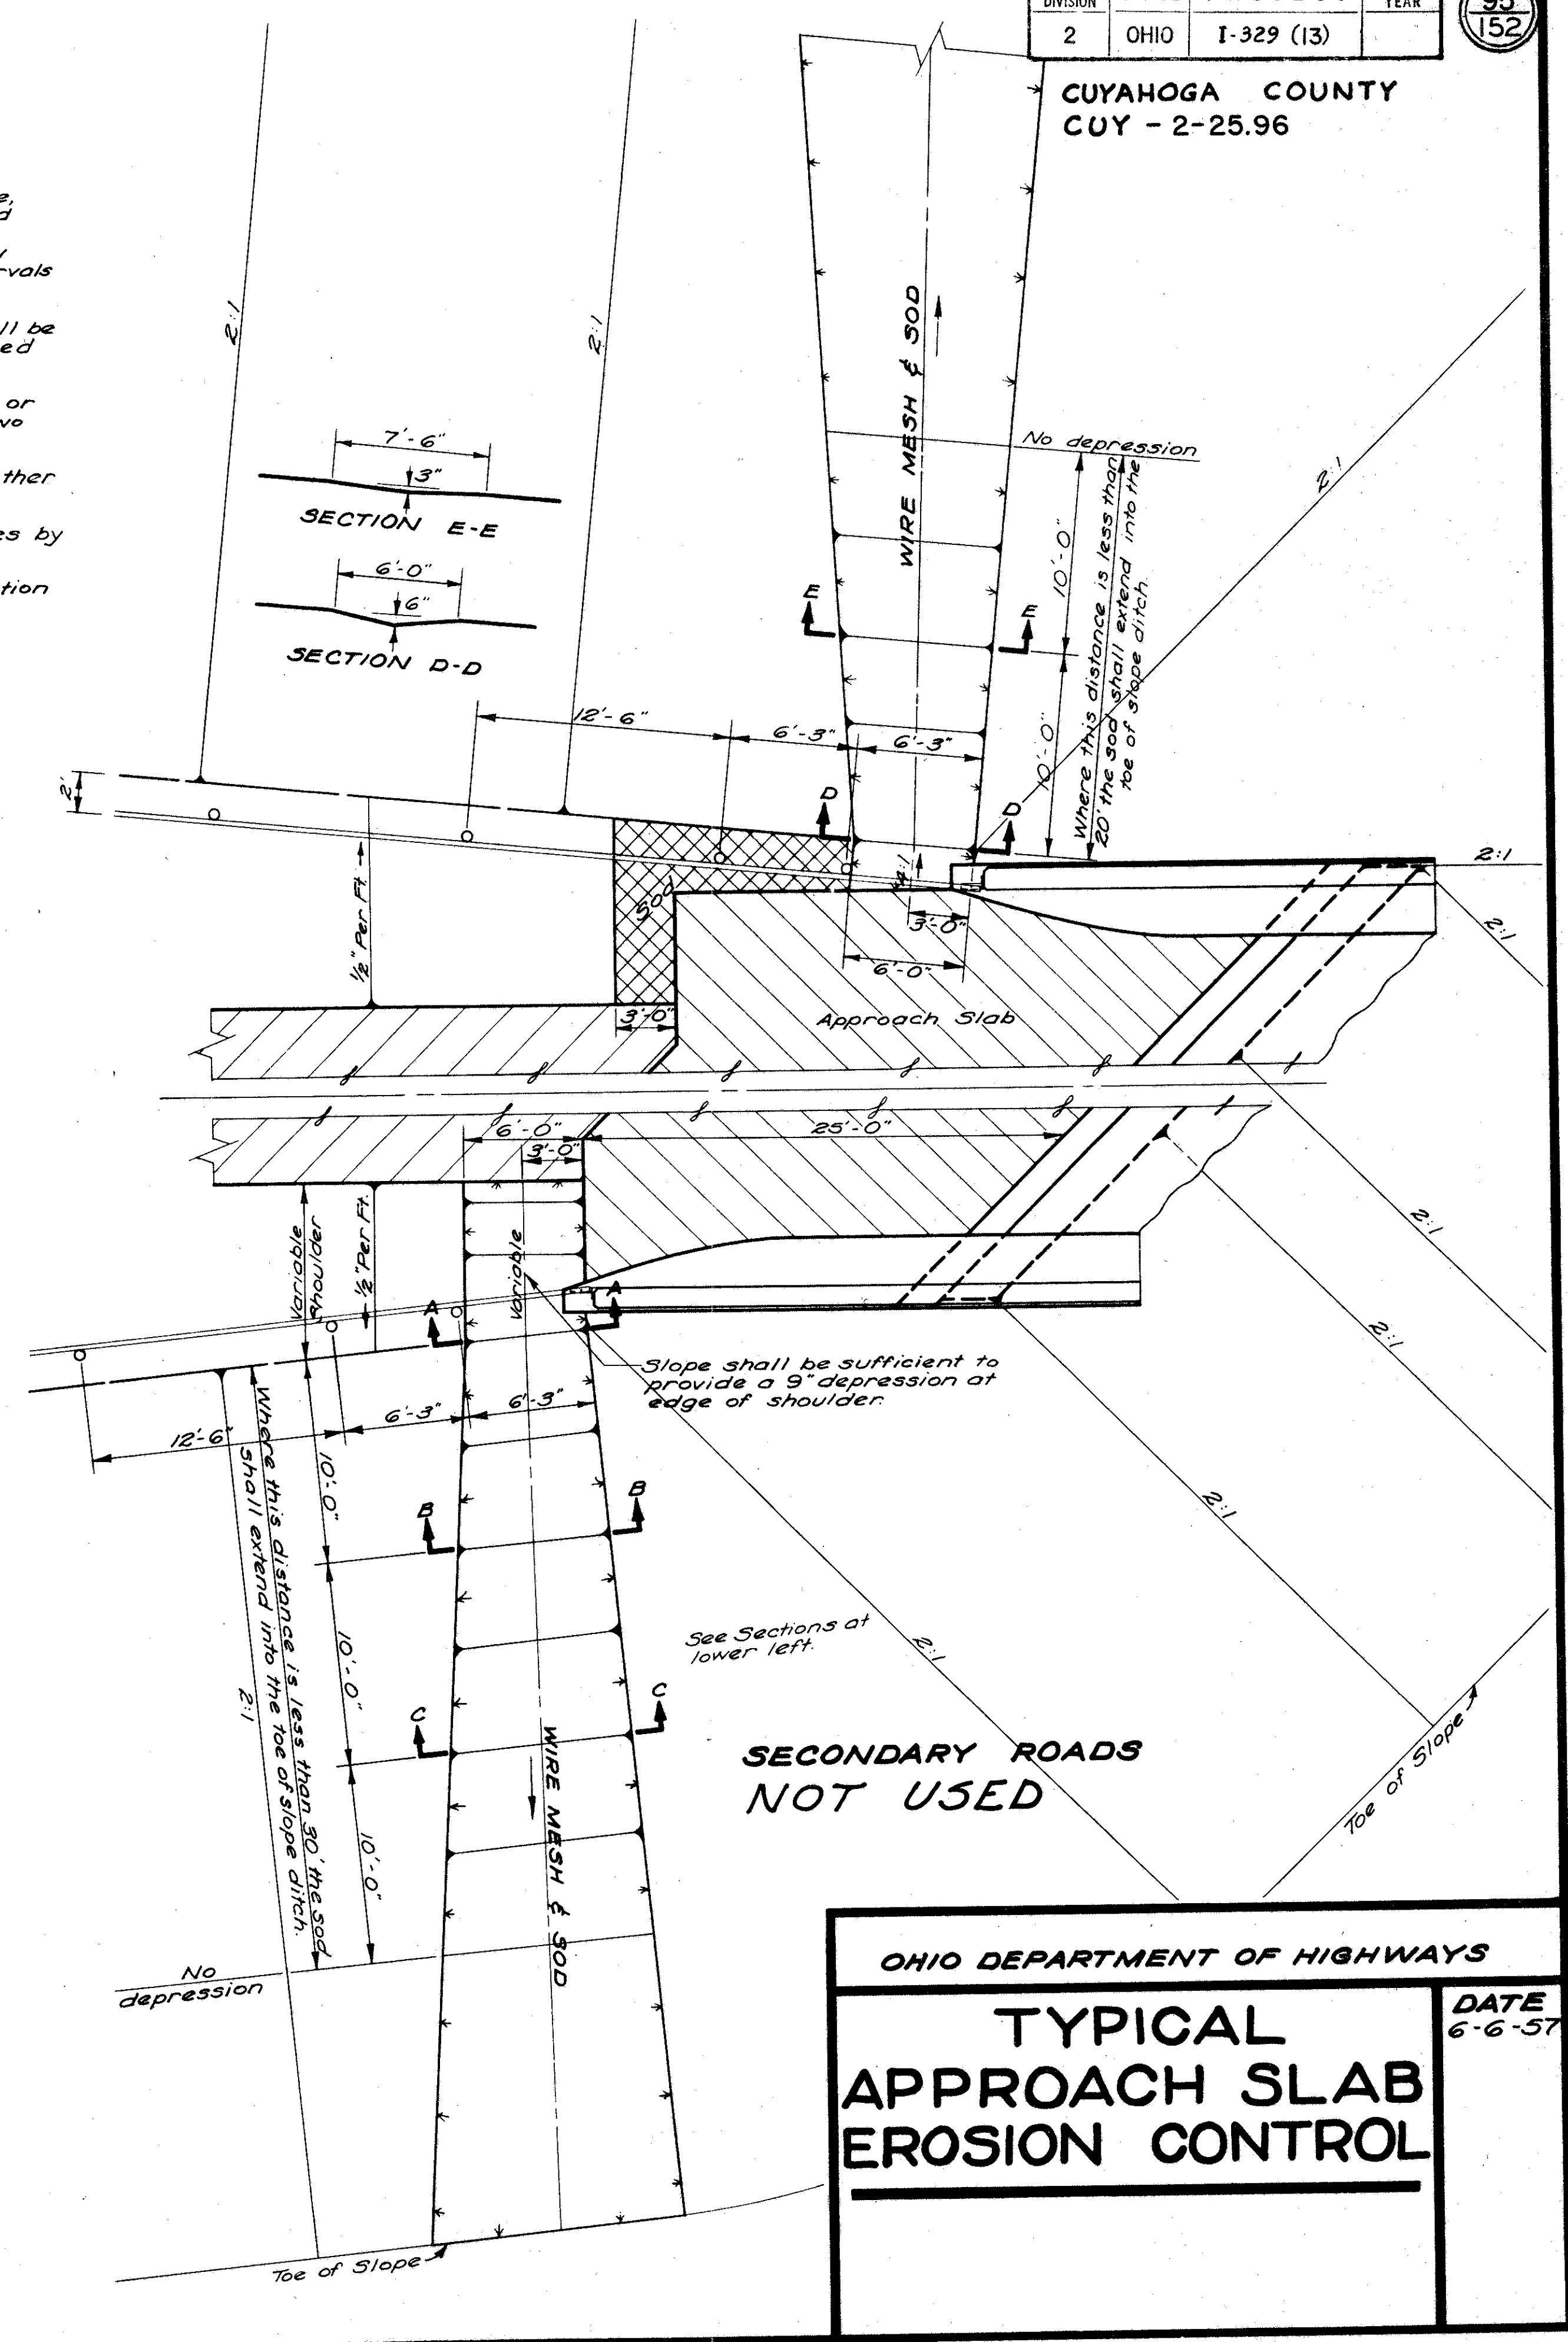 DIVISION
YEAR
2 OHIO I-329 (13)
95
152
CUYAHOGA COUNTY
CUY - 2-25.96
rvals
ll be
ed
or
wo
ther
es by
tion
2:1
2:1
7'-6"
3"
SECTION E-E
6'-0"
6"
SECTION D-D
WIRE MESH & SOD
No depression
2:1
10'-0"
10'-0"
Where this distance is less than
20' the sod shall extend into the
toe of slope ditch.
E
E
12'-6"
6'-3"
6'-3"
2'
D
D
4:1
Sod
3'-0"
6'-0"
1/2" Per Ft.
3'-0"
Approach Slab
2:1
2:1
6'-0"
3'-0"
25'-0"
Variable
Shoulder
1/2" Per Ft.
Variable
A
A
2:1
2:1
Slope shall be sufficient to
provide a 9" depression at
edge of shoulder.
12'-6"
6'-3"
6'-3"
Where this distance is less than 30' the sod
shall extend into the toe of slope ditch.
2:1
10'-0"
10'-0"
10'-0"
B
B
2:1
See Sections at
lower left.
2:1
C
C
WIRE MESH & SOD
SECONDARY ROADS
NOT USED
Toe of Slope
No
depression
Toe of Slope
OHIO DEPARTMENT OF HIGHWAYS
TYPICAL
APPROACH SLAB
EROSION CONTROL
DATE
6-6-57